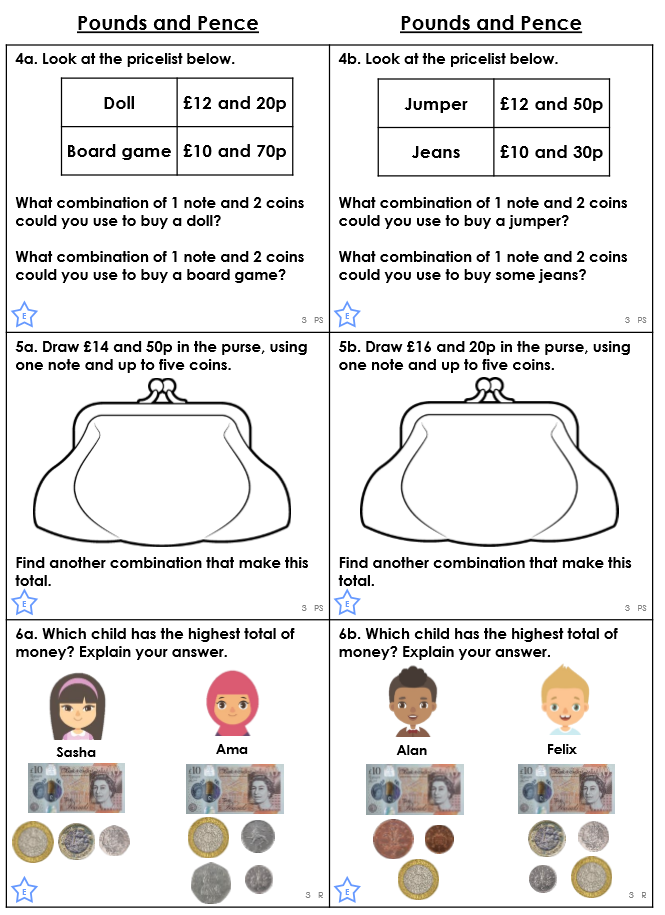 Pounds and Pence
Pounds and Pence
4a. Look at the pricelist below.
Doll £12 and 20p
Board game £10 and 70p
What combination of 1 note and 2 coins
could you use to buy a doll?
What combination of 1 note and 2 coins
could you use to buy a board game?
E
3 PS
4b. Look at the pricelist below.
Jumper £12 and 50p
Jeans £10 and 30p
What combination of 1 note and 2 coins
could you use to buy a jumper?
What combination of 1 note and 2 coins
could you use to buy some jeans?
E
3 PS
5a. Draw £14 and 50p in the purse, using
one note and up to five coins.
Find another combination that make this
total.
E
3 PS
5b. Draw £16 and 20p in the purse, using
one note and up to five coins.
Find another combination that make this
total.
E
3 PS
6a. Which child has the highest total of
money? Explain your answer.
Sasha
Ama
£10
£10
E
3 R
6b. Which child has the highest total of
money? Explain your answer.
Alan
Felix
£10
£10
E
3 R